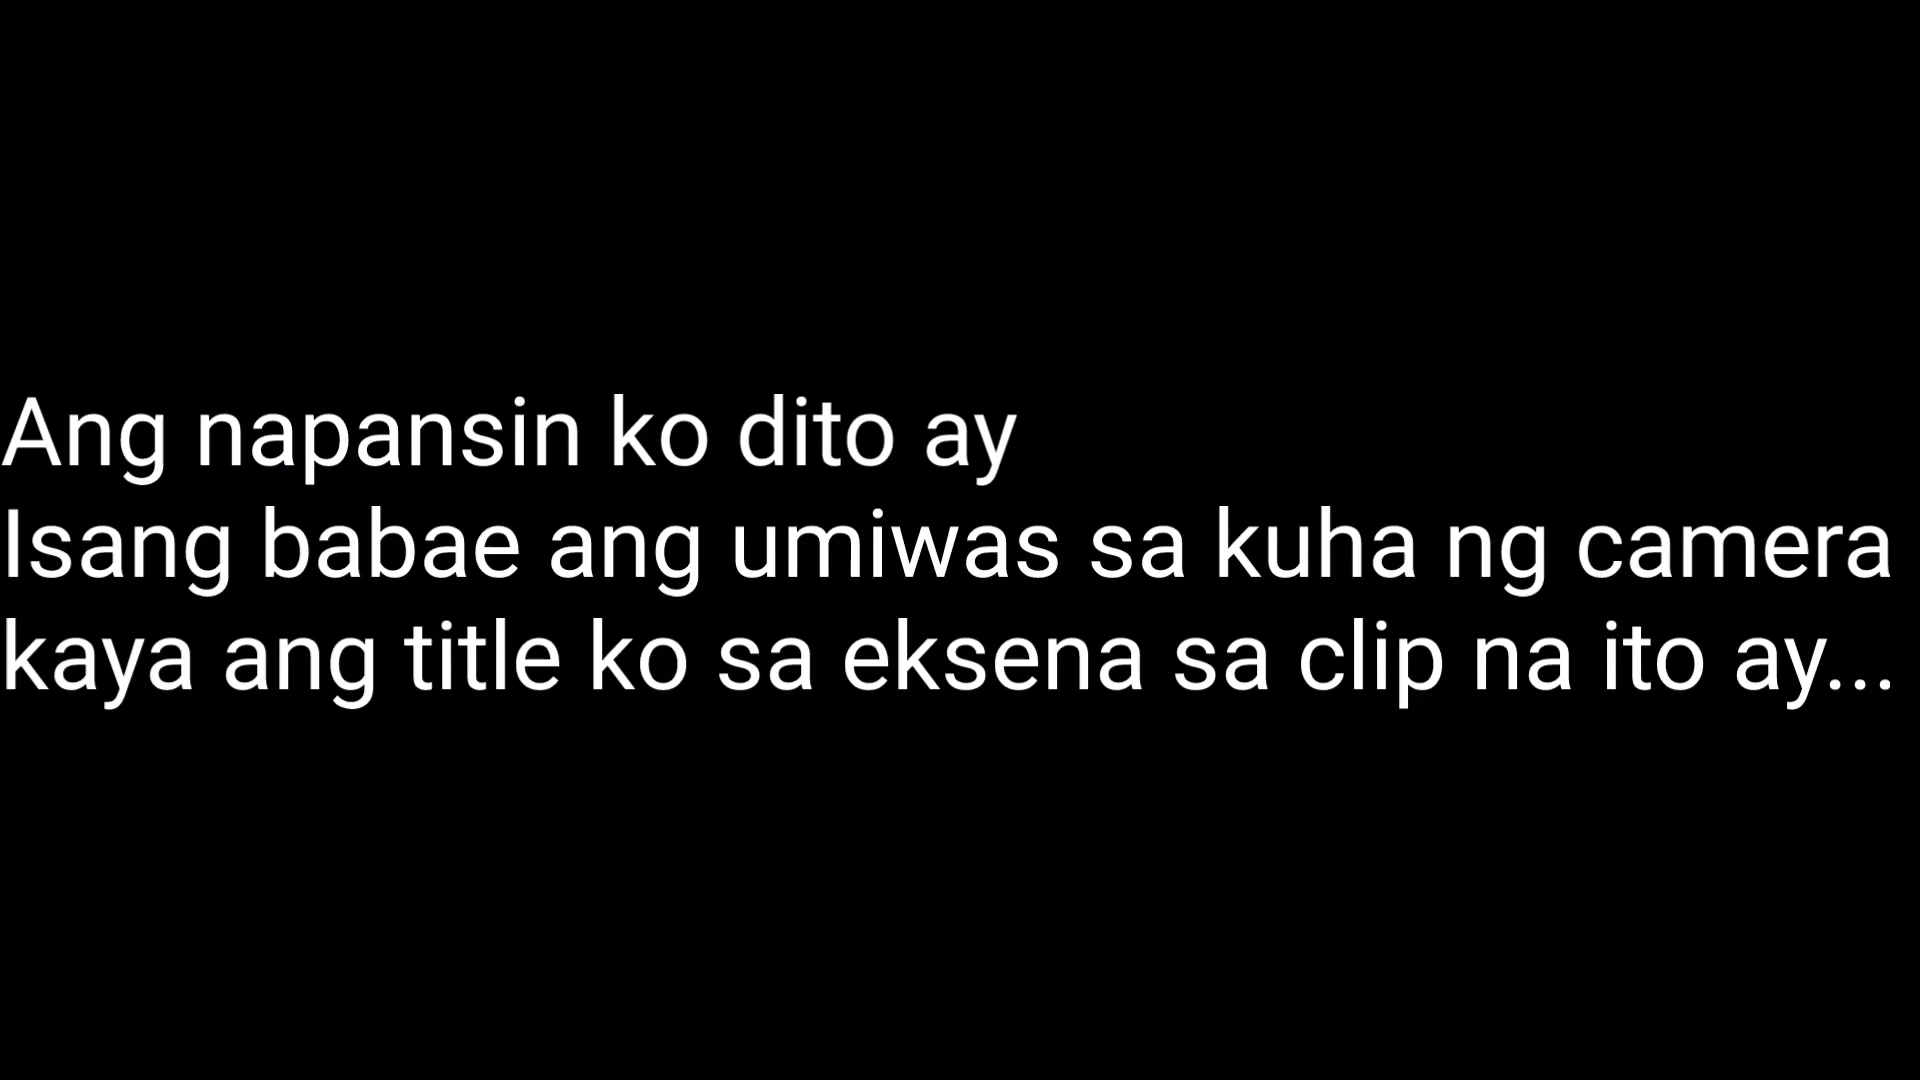 Ang napansin ko dito ay
Isang babae ang umiwas sa kuha ng camera
kaya ang title ko sa eksena sa clip na ito ay...